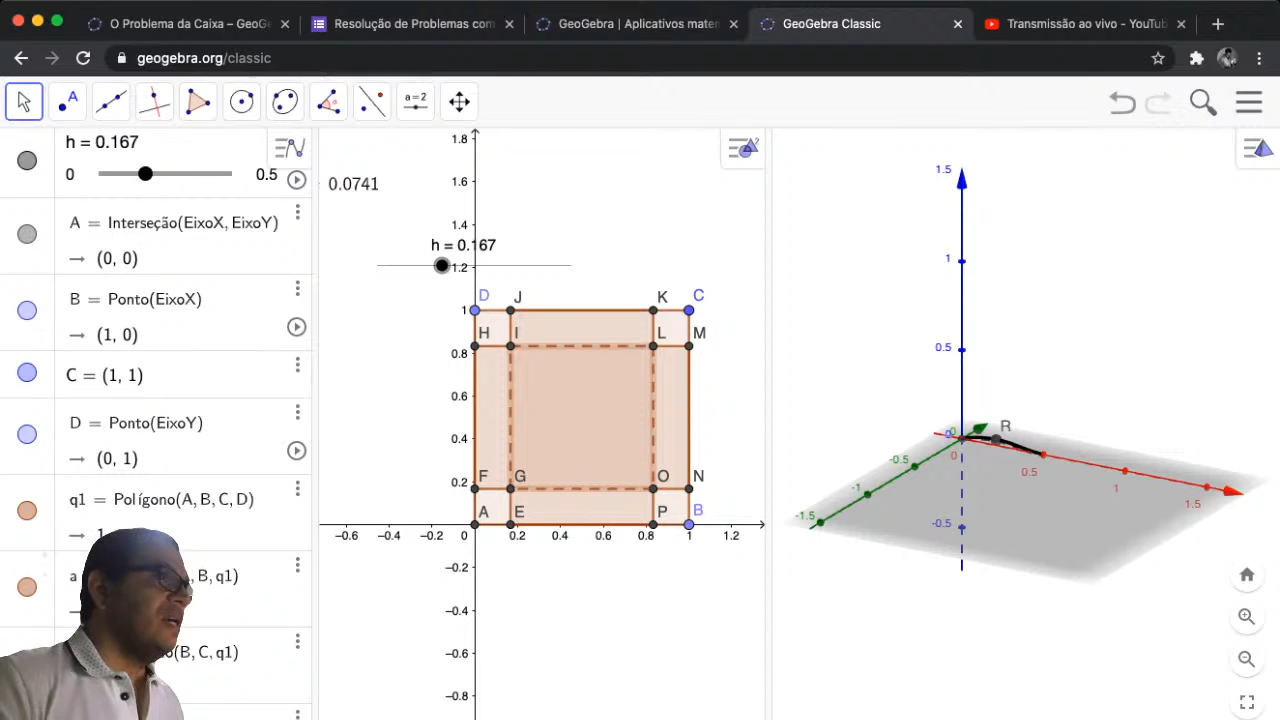 O Problema da Caixa – GeoGe
Resolução de Problemas com
GeoGebra | Aplicativos matem
GeoGebra Classic
Transmissão ao vivo - YouTub
geogebra.org/classic
a=2
h = 0.167
0
0.5
A = Interseção(EixoX, EixoY)
→ (0, 0)
B = Ponto(EixoX)
→ (1, 0)
C = (1, 1)
D = Ponto(EixoY)
→ (0, 1)
q1 = Polígono(A, B, C, D)
→ 1
a
, B, q1)
(B, C, q1)
0.0741
h = 0.167
1.8
1.6
1.4
1.2
1
0.8
0.6
0.4
0.2
0
−0.2
−0.4
−0.6
−0.8
−0.6
−0.4
−0.2
0.2
0.4
0.6
0.8
1
1.2
D J K C
H I L M
F G O N
A E P B
1.5
1
0.5
0
0
0
−0.5
−0.5
−1
−1.5
0.5
1
1.5
R